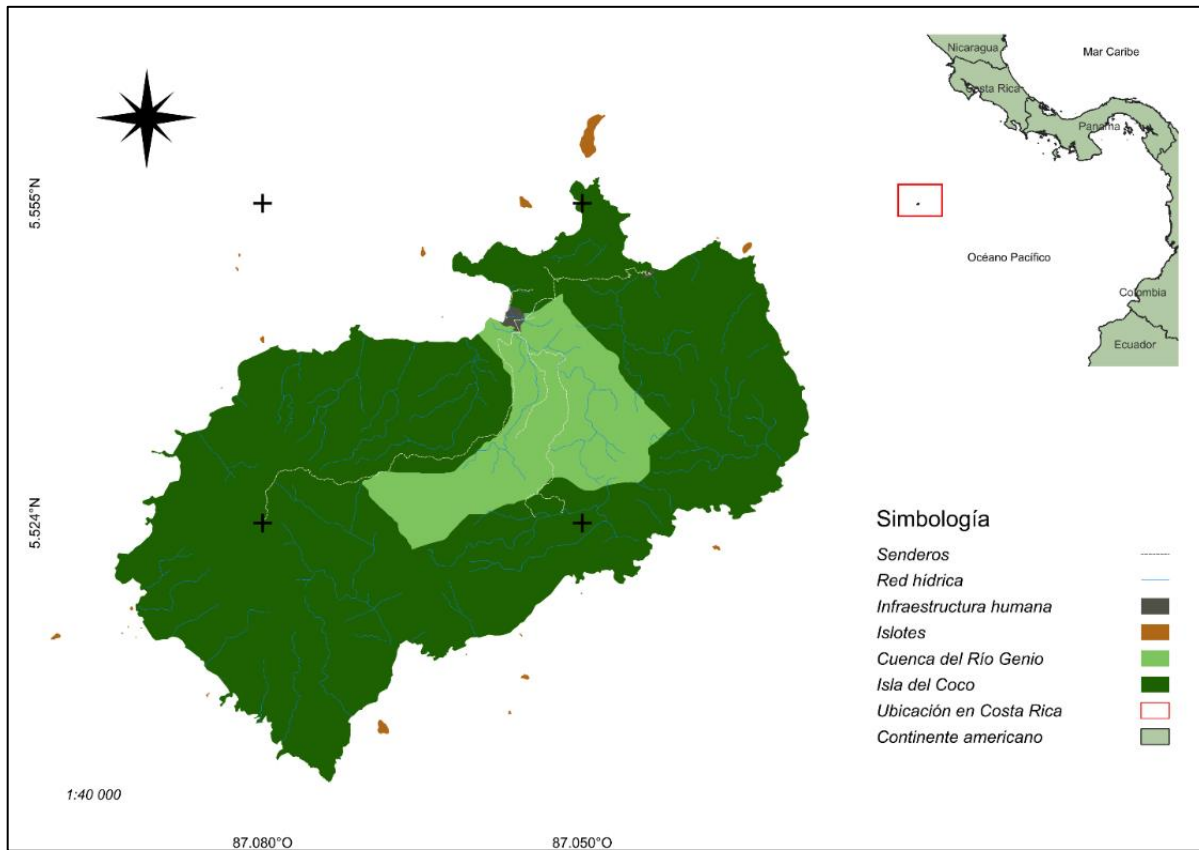 Nicaragua
Mar Caribe
Costa Rica
Panama
5.555°N
Océano Pacífico
Colombia
Ecuador
5.524°N
Simbología
Senderos
Red hídrica
Infraestructura humana
Islotes
Cuenca del Río Genio
Isla del Coco
Ubicación en Costa Rica
Continente americano
1:40 000
87.080°O
87.050°O